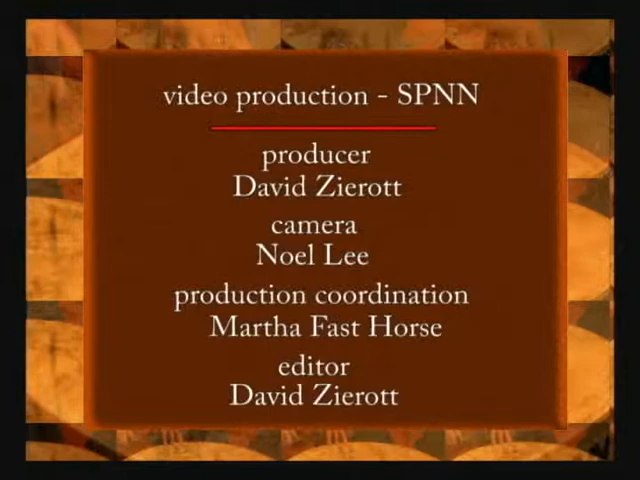 video production - SPNN
producer
David Zierott
camera
Noel Lee
production coordination
Martha Fast Horse
editor
David Zierott